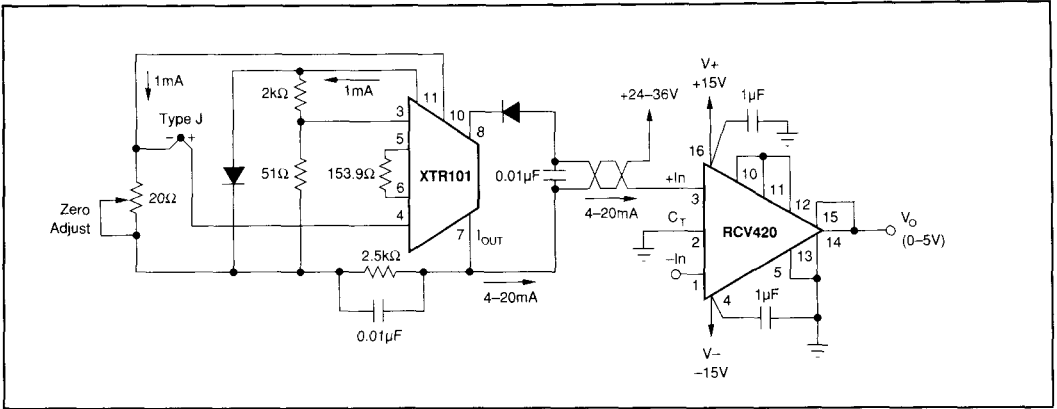 1mA
Type J
− +
20Ω
Zero
Adjust
2kΩ
1mA
51Ω
153.9Ω
11
10
3
8
5
6
4
7
XTR101
IOUT
2.5kΩ
0.01µF
4–20mA
0.01µF
+24–36V
4–20mA
V+
+15V
1µF
16
10
11
12
+In
3
15
CT
2
RCV420
14
VO
(0–5V)
–In
13
5
1
4
1µF
V–
–15V